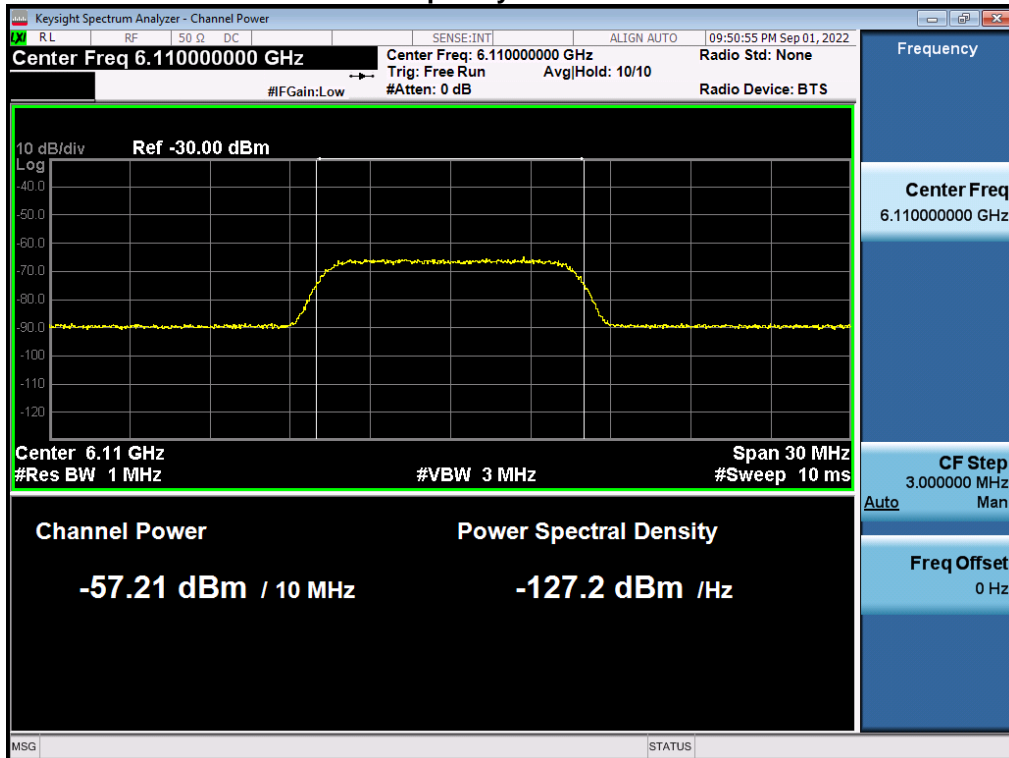 Keysight Spectrum Analyzer - Channel Power
LXI RL RF 50 Ω DC SENSE:INT ALIGN AUTO 09:50:55 PM Sep 01, 2022
Center Freq 6.110000000 GHz
#IFGain:Low
Center Freq: 6.110000000 GHz
Trig: Free Run Avg|Hold: 10/10
#Atten: 0 dB
Radio Std: None
Radio Device: BTS
10 dB/div Ref -30.00 dBm
Log
-40.0
-50.0
-60.0
-70.0
-80.0
-90.0
-100
-110
-120
Center 6.11 GHz Span 30 MHz
#Res BW 1 MHz #VBW 3 MHz #Sweep 10 ms
Channel Power Power Spectral Density
-57.21 dBm / 10 MHz -127.2 dBm /Hz
Frequency
Center Freq
6.110000000 GHz
CF Step
3.000000 MHz
Auto Man
Freq Offset
0 Hz
MSG STATUS